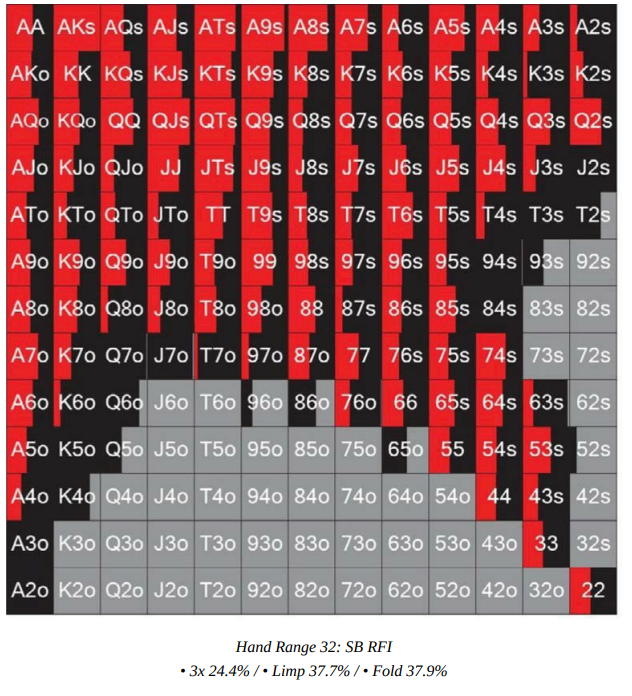 AA AKs AQs AJs ATs A9s A8s A7s A6s A5s A4s A3s A2s
AKo KK KQs KJs KTs K9s K8s K7s K6s K5s K4s K3s K2s
AQo KQo QQ QJs QTs Q9s Q8s Q7s Q6s Q5s Q4s Q3s Q2s
AJo KJo QJo JJ JTs J9s J8s J7s J6s J5s J4s J3s J2s
ATo KTo QTo JTo TT T9s T8s T7s T6s T5s T4s T3s T2s
A9o K9o Q9o J9o T9o 99 98s 97s 96s 95s 94s 93s 92s
A8o K8o Q8o J8o T8o 98o 88 87s 86s 85s 84s 83s 82s
A7o K7o Q7o J7o T7o 97o 87o 77 76s 75s 74s 73s 72s
A6o K6o Q6o J6o T6o 96o 86o 76o 66 65s 64s 63s 62s
A5o K5o Q5o J5o T5o 95o 85o 75o 65o 55 54s 53s 52s
A4o K4o Q4o J4o T4o 94o 84o 74o 64o 54o 44 43s 42s
A3o K3o Q3o J3o T3o 93o 83o 73o 63o 53o 43o 33 32s
A2o K2o Q2o J2o T2o 92o 82o 72o 62o 52o 42o 32o 22
Hand Range 32: SB RFI
• 3x 24.4% / • Limp 37.7% / • Fold 37.9%